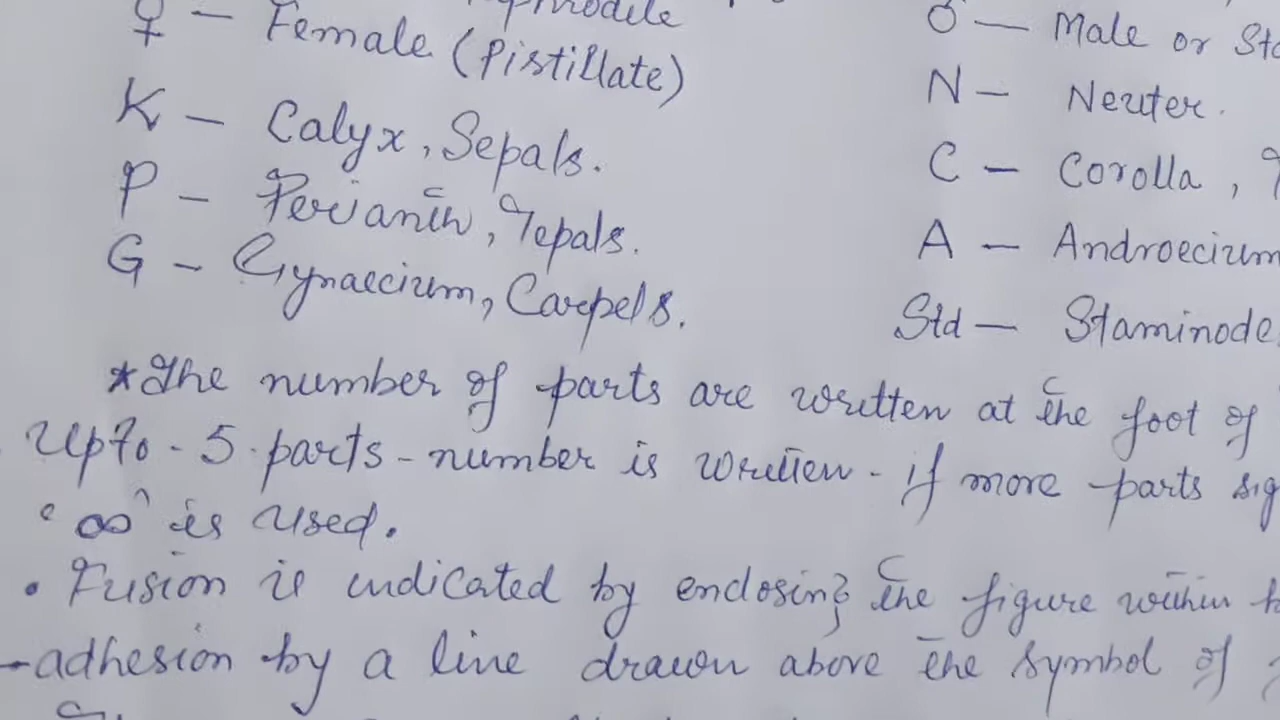 ♀ — Female (Pistillate)
♂ — Male or
K — Calyx, Sepals.
N — Neuter.
P — Perianth, Tepals.
C — Corolla,
G — Gynaecium, Carpels.
A — Androecium
Std — Staminode
*The number of parts are written at the foot of
Upto - 5 parts - number is written - if more parts
'∞' is used.
• Fusion is indicated by enclosing the figure within
- adhesion by a line drawn above the symbol of